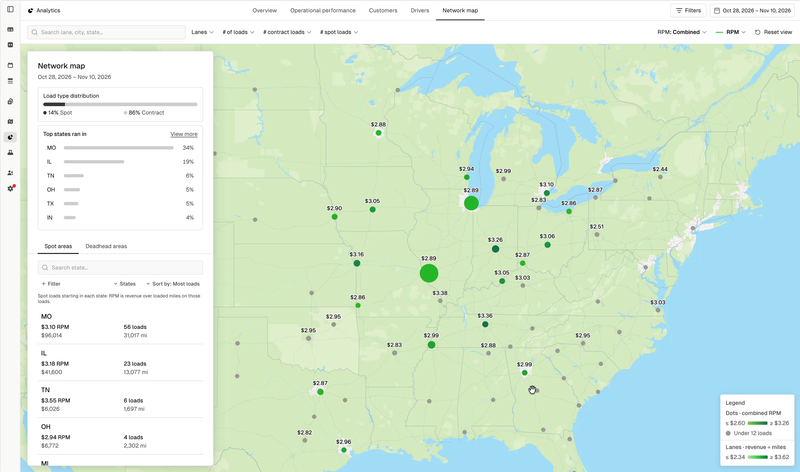 Analytics
Overview
Operational performance
Customers
Drivers
Network map
Filters
Oct 28, 2026 – Nov 10, 2026
Search lane, city, state...
Lanes
# of loads
# contract loads
# spot loads
RPM: Combined
RPM
Reset view
Network map
Oct 28, 2026 – Nov 10, 2026
Load type distribution
14% Spot
86% Contract
Top states ran in
View more
MO 34%
IL 19%
TN 6%
OH 5%
TX 5%
IN 4%
Spot areas
Deadhead areas
Search state...
+ Filter
States
Sort by: Most loads
Spot loads starting in each state. RPM is revenue over loaded miles on those
loads.
MO
$3.10 RPM 56 loads
$96,014 31,017 mi
IL
$3.18 RPM 23 loads
$41,600 13,077 mi
TN
$3.55 RPM 6 loads
$6,026 1,697 mi
OH
$2.94 RPM 4 loads
$6,772 2,302 mi
MI
$2.88
$2.94
$2.99
$2.44
$2.89
$3.10
$2.87
$2.83
$2.86
$2.90
$3.05
$2.51
$3.26
$3.06
$3.16
$2.89
$2.87
$3.05
$3.03
$3.38
$2.86
$3.03
$2.95
$3.36
$2.95
$2.99
$2.95
$2.83
$2.88
$2.99
$2.87
$2.82
$2.96
Legend
Dots · combined RPM
≤ $2.60 ≥ $3.26
Under 12 loads
Lanes · revenue ÷ miles
≤ $2.34 ≥ $3.62